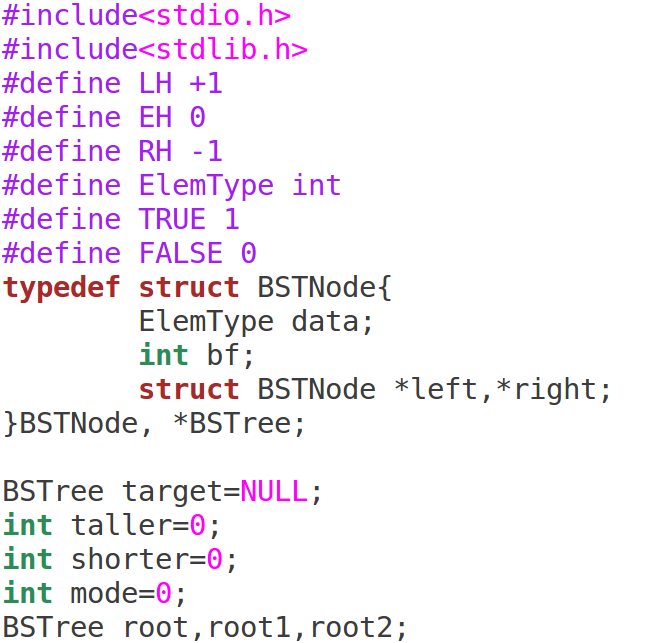 #include<stdio.h>
#include<stdlib.h>
#define LH +1
#define EH 0
#define RH -1
#define ElemType int
#define TRUE 1
#define FALSE 0
typedef struct BSTNode{
        ElemType data;
        int bf;
        struct BSTNode *left,*right;
}BSTNode, *BSTree;

BSTree target=NULL;
int taller=0;
int shorter=0;
int mode=0;
BSTree root,root1,root2;